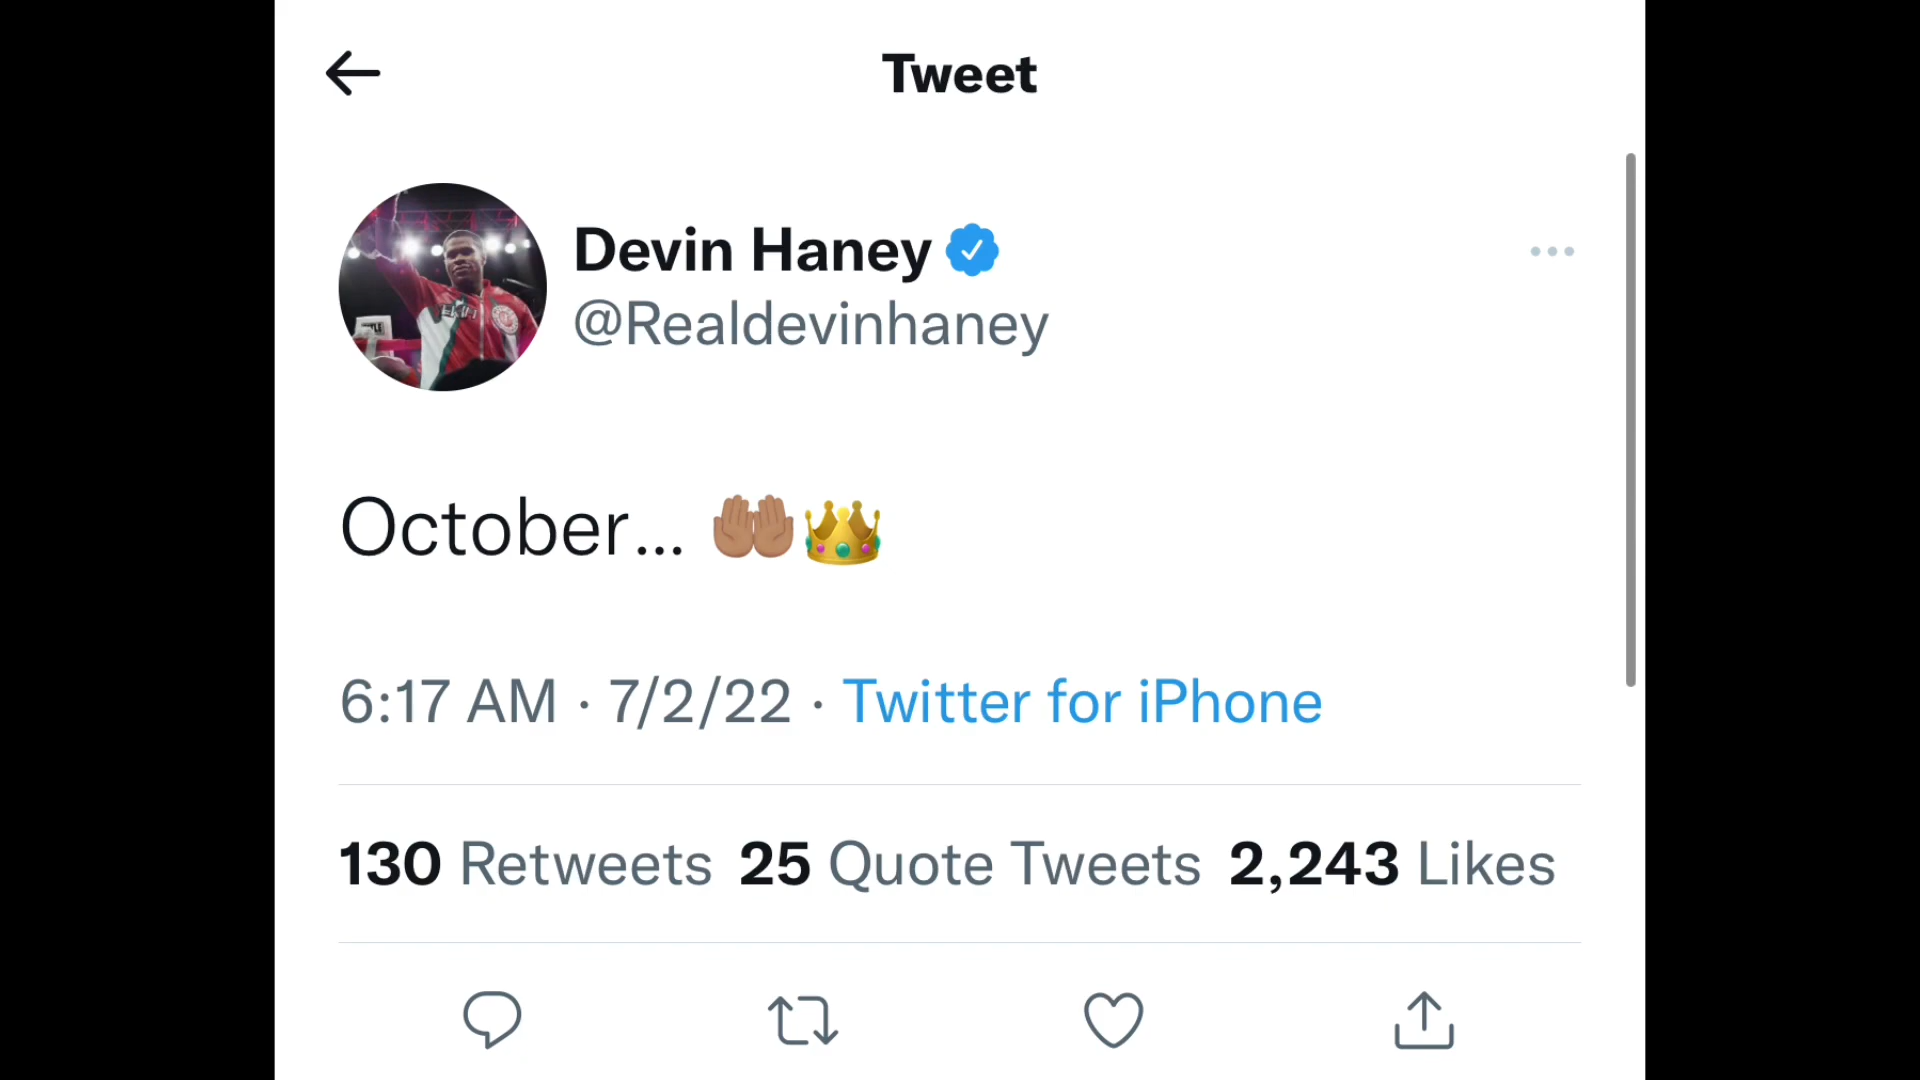 Tweet
Devin Haney
@Realdevinhaney
October... 🤲🏽👑
6:17 AM · 7/2/22 · Twitter for iPhone
130 Retweets 25 Quote Tweets 2,243 Likes